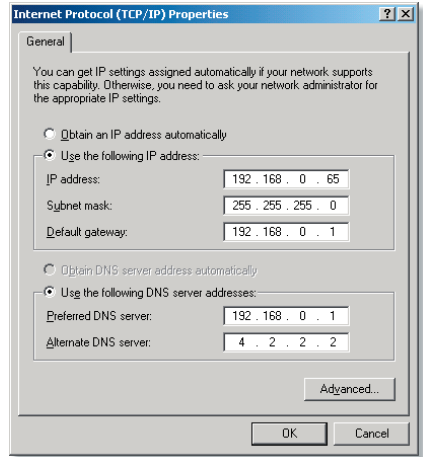 Internet Protocol (TCP/IP) Properties
General
You can get IP settings assigned automatically if your network supports
this capability. Otherwise, you need to ask your network administrator for
the appropriate IP settings.
Obtain an IP address automatically
Use the following IP address:
IP address: 192 . 168 . 0 . 65
Subnet mask: 255 . 255 . 255 . 0
Default gateway: 192 . 168 . 0 . 1
Obtain DNS server address automatically
Use the following DNS server addresses:
Preferred DNS server: 192 . 168 . 0 . 1
Alternate DNS server: 4 . 2 . 2 . 2
Advanced...
OK Cancel